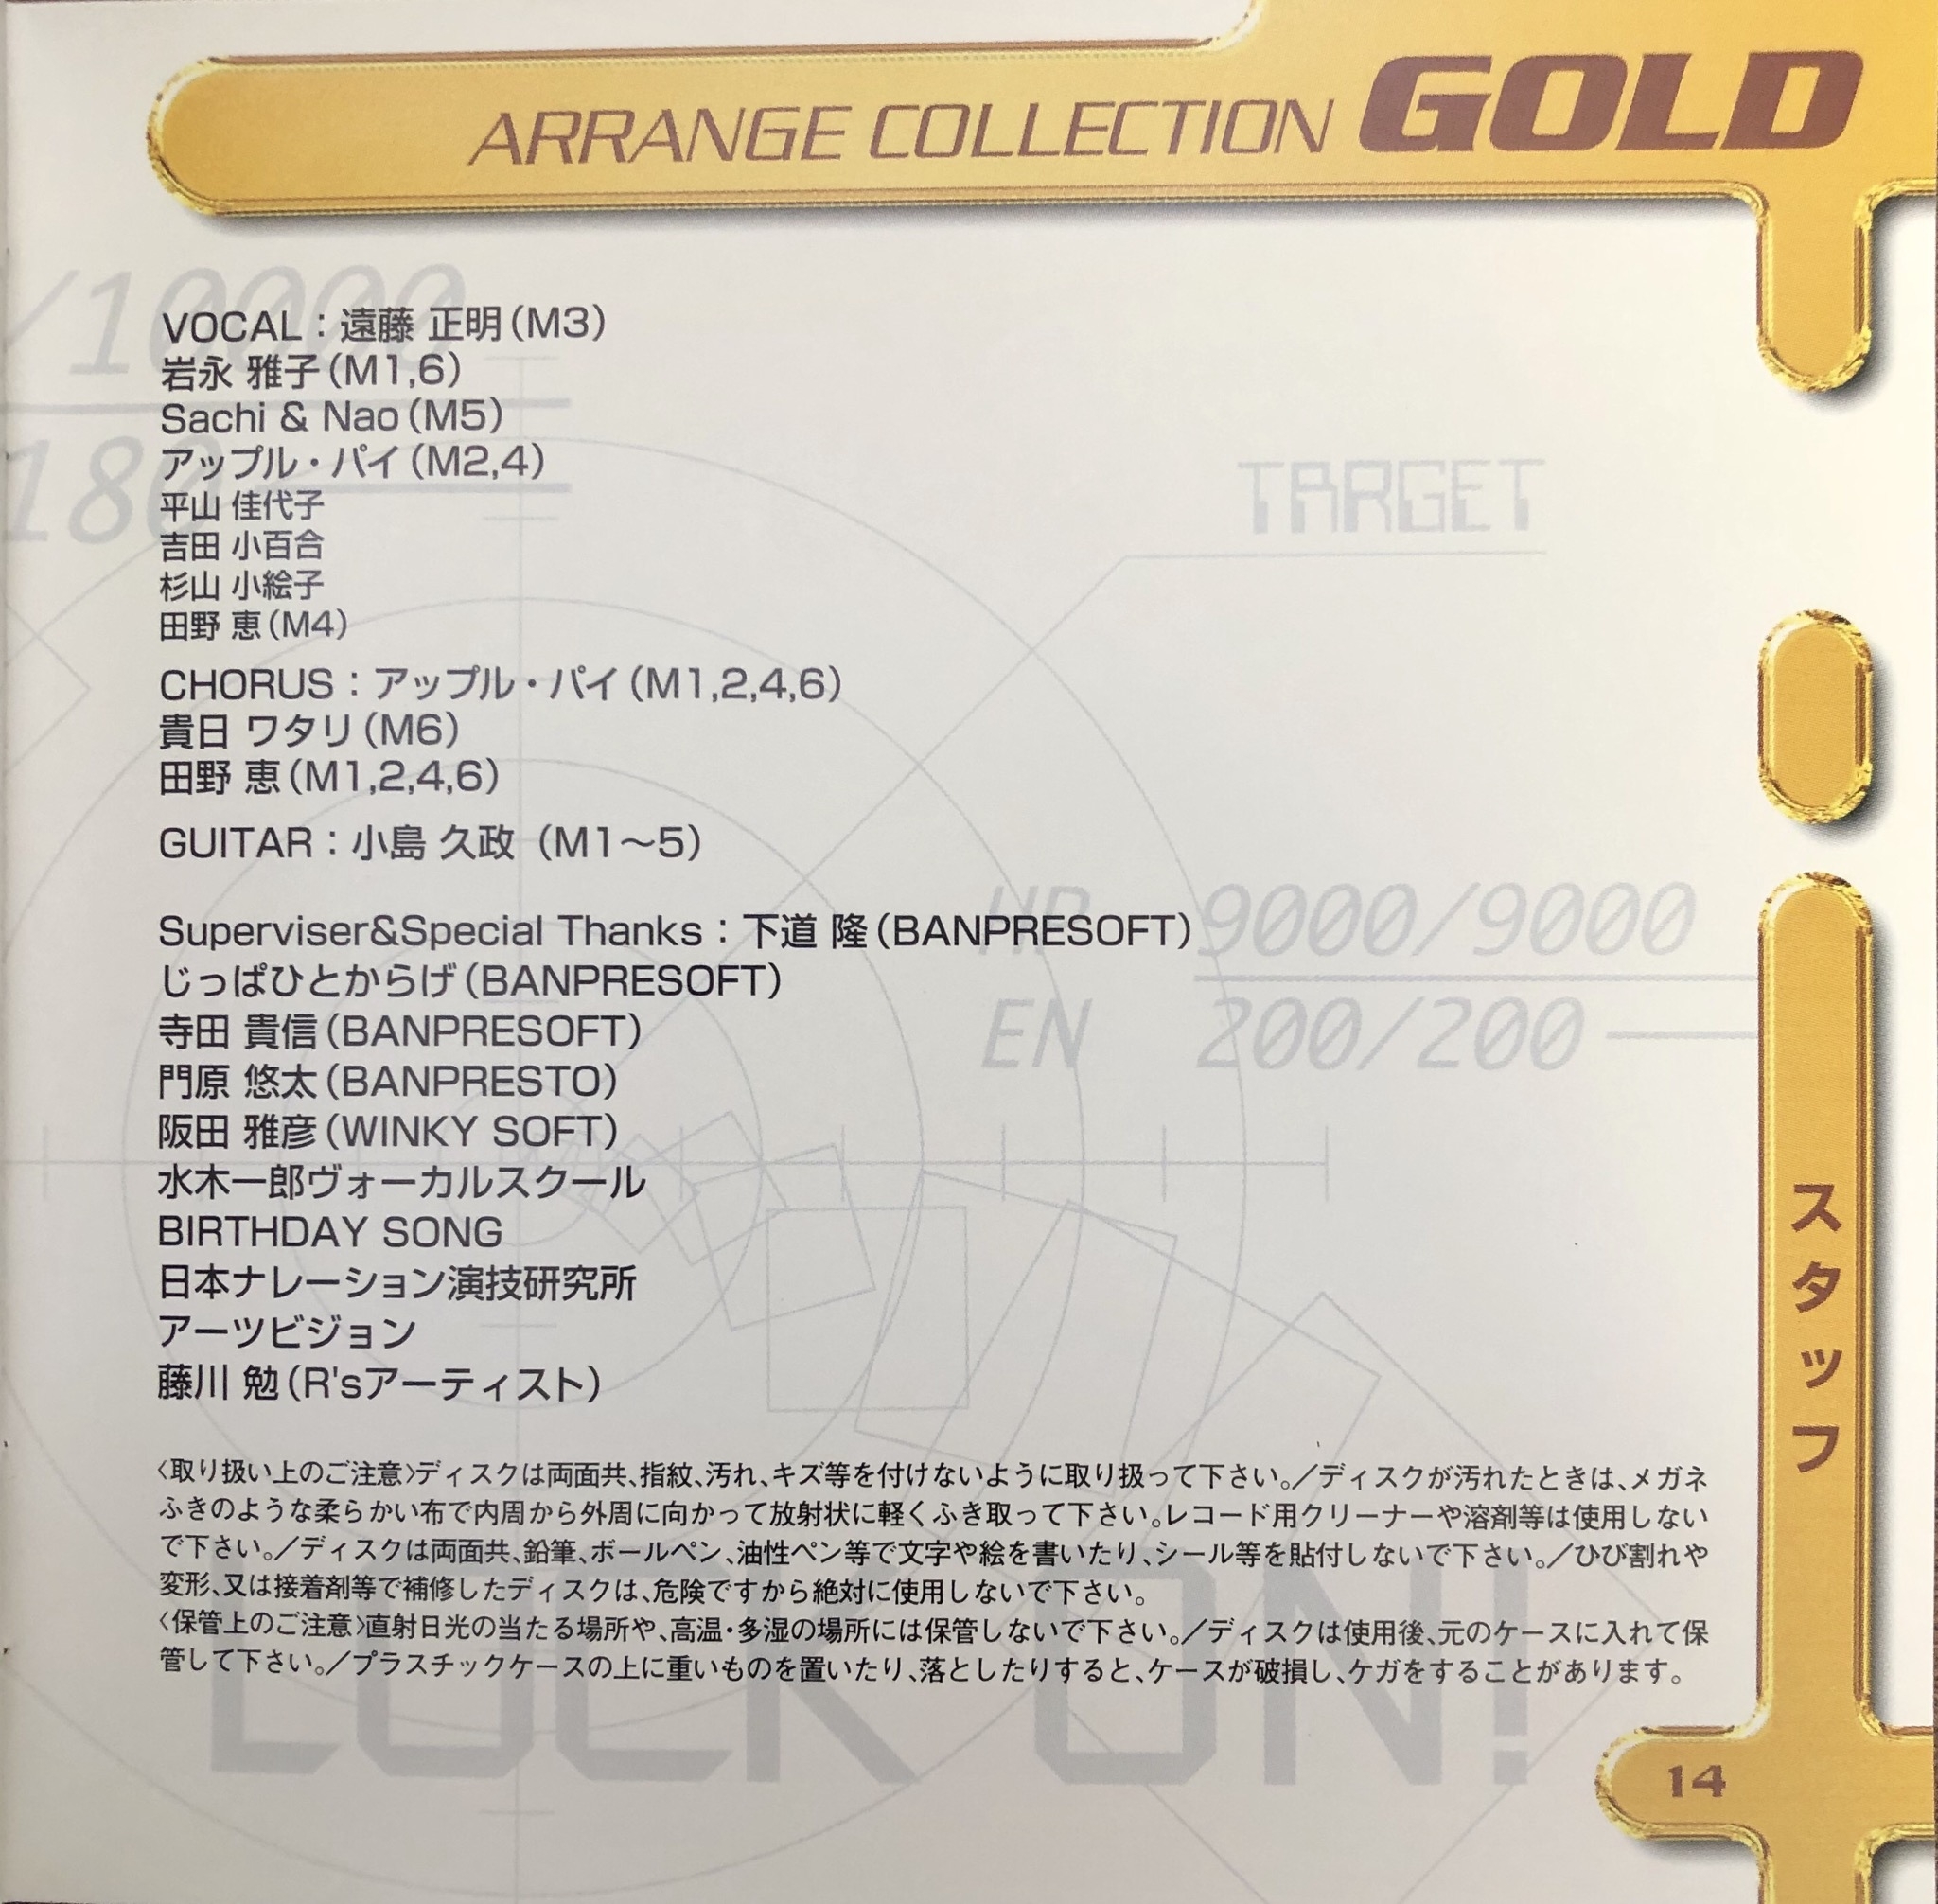 ARRANGE COLLECTION GOLD
/10000
180
TARGET
VOCAL：遠藤 正明（M3）
岩永 雅子（M1,6）
Sachi & Nao（M5）
アップル・パイ（M2,4）
平山 佳代子
吉田 小百合
杉山 小絵子
田野 恵（M4）
CHORUS：アップル・パイ（M1,2,4,6）
貴日 ワタリ（M6）
田野 恵（M1,2,4,6）
GUITAR：小島 久政（M1～5）
HP 9000/9000
EN 200/200
Superviser&Special Thanks：下道 隆（BANPRESOFT）
じっぱひとからげ（BANPRESOFT）
寺田 貴信（BANPRESOFT）
門原 悠太（BANPRESTO）
阪田 雅彦（WINKY SOFT）
水木一郎ヴォーカルスクール
BIRTHDAY SONG
日本ナレーション演技研究所
アーツビジョン
藤川 勉（R'sアーティスト）
スタッフ
〈取り扱い上のご注意〉ディスクは両面共、指紋、汚れ、キズ等を付けないように取り扱って下さい。／ディスクが汚れたときは、メガネ
ふきのような柔らかい布で内周から外周に向かって放射状に軽くふき取って下さい。レコード用クリーナーや溶剤等は使用しない
で下さい。／ディスクは両面共、鉛筆、ボールペン、油性ペン等で文字や絵を書いたり、シール等を貼付しないで下さい。／ひび割れや
変形、又は接着剤等で補修したディスクは、危険ですから絶対に使用しないで下さい。
〈保管上のご注意〉直射日光の当たる場所や、高温・多湿の場所には保管しないで下さい。／ディスクは使用後、元のケースに入れて保
管して下さい。／プラスチックケースの上に重いものを置いたり、落としたりすると、ケースが破損し、ケガをすることがあります。
LOCK ON!
14